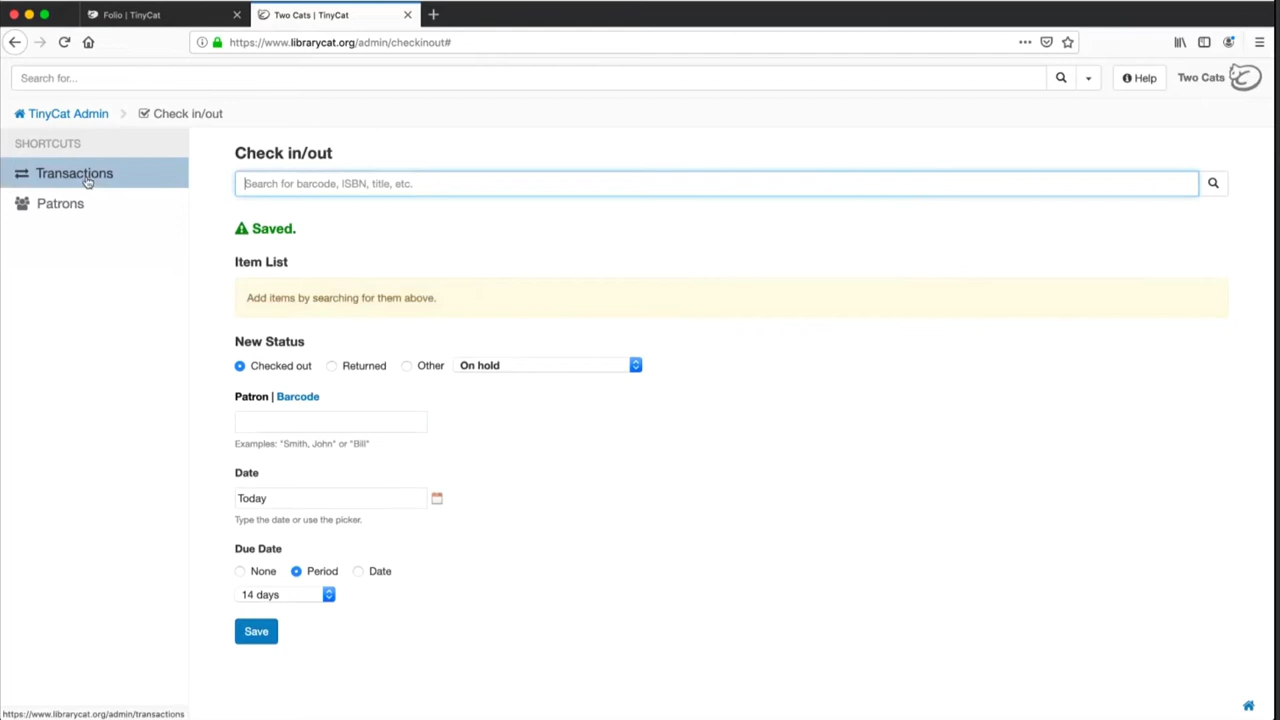 Folio | TinyCat
Two Cats | TinyCat
https://www.librarycat.org/admin/checkinout#
Search for...
Help
Two Cats
TinyCat Admin
Check in/out
SHORTCUTS
Transactions
Patrons
Check in/out
Search for barcode, ISBN, title, etc.
Saved.
Item List
Add items by searching for them above.
New Status
Checked out Returned Other On hold
Patron | Barcode
Examples: "Smith, John" or "Bill"
Date
Today
Type the date or use the picker.
Due Date
None Period Date
14 days
Save
https://www.librarycat.org/admin/transactions